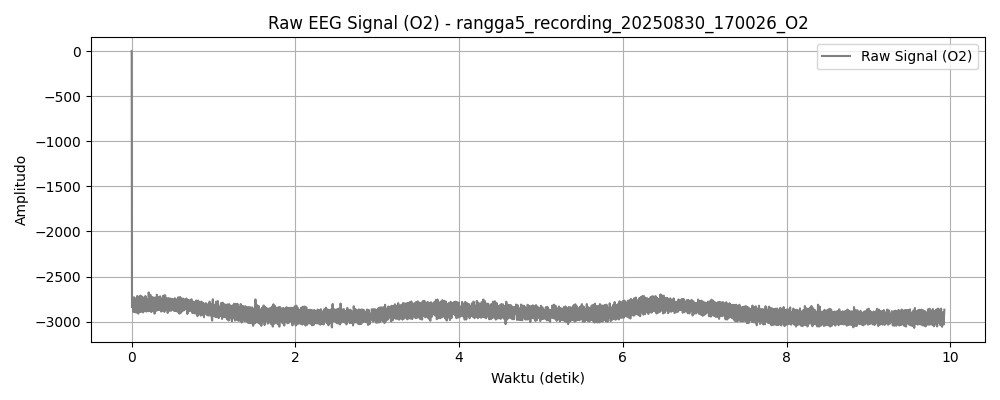 Raw EEG Signal (O2) - rangga5_recording_20250830_170026_O2
Raw Signal (O2)
Amplitudo
0
−500
−1000
−1500
−2000
−2500
−3000
0 2 4 6 8 10
Waktu (detik)